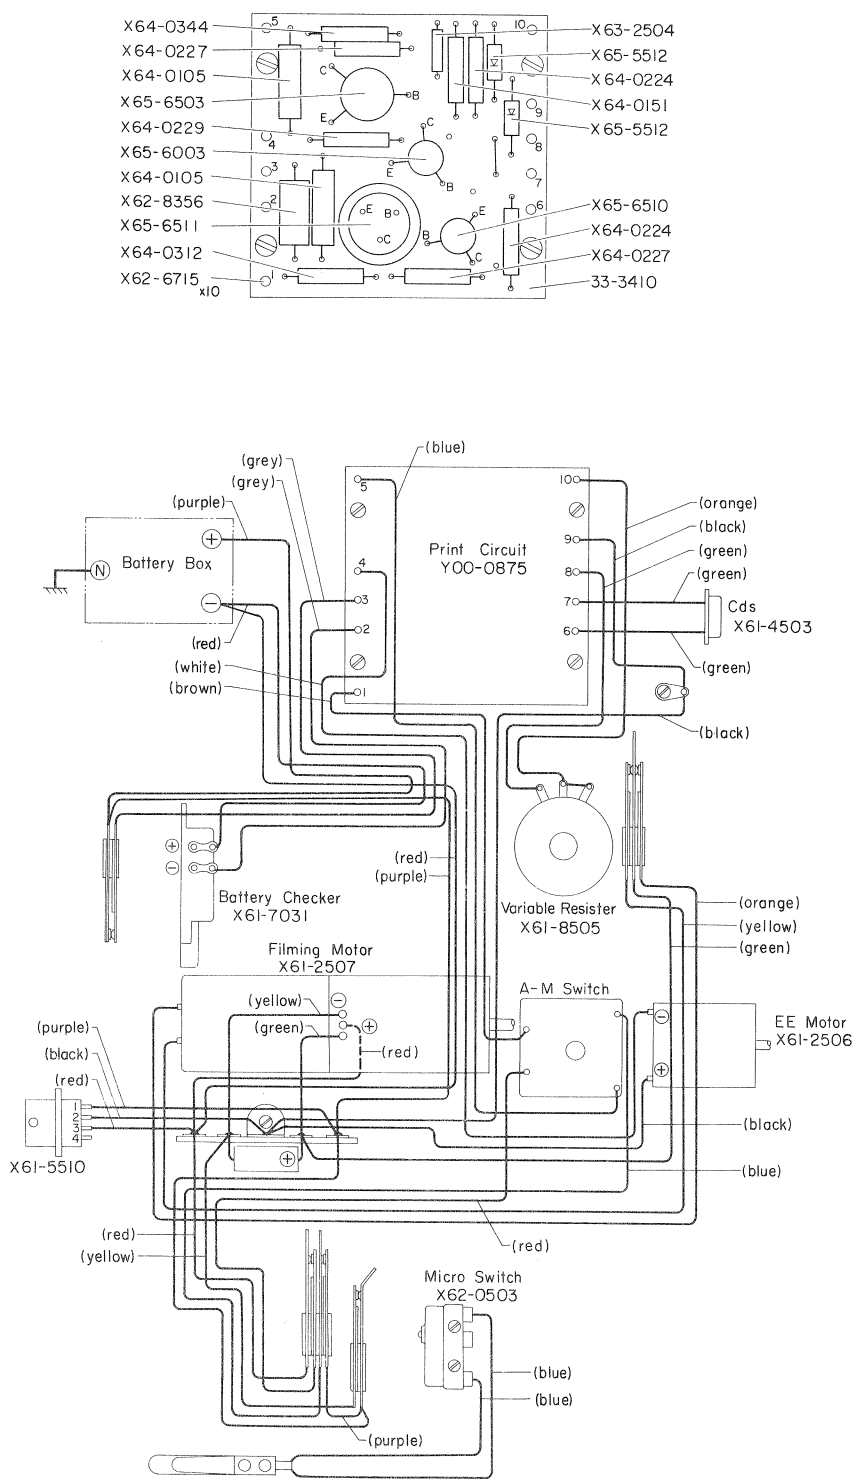 X64-0344
X64-0227
X64-0105
X65-6503
X64-0229
X65-6003
X64-0105
X62-8356
X65-6511
X64-0312
X62-6715
x10
5
4
3
2
1
C
B
E
C
E
B
E
B
C
E
B
C
10
9
8
7
6
X63-2504
X65-5512
X64-0224
X64-0151
X65-5512
X65-6510
X64-0224
X64-0227
33-3410
(blue)
(grey)
(grey)
(purple)
+
Battery Box
N
−
(red)
(white)
(brown)
5
4
3
2
1
Print Circuit
Y00-0875
10
9
8
7
6
(orange)
(black)
(green)
(green)
Cds
X61-4503
(green)
(black)
+
−
Battery Checker
X61-7031
(red)
(purple)
Variable Resister
X61-8505
(orange)
(yellow)
(green)
Filming Motor
X61-2507
(yellow)
−
(green)
+
(red)
A-M Switch
−
+
EE Motor
X61-2506
(purple)
(black)
(red)
1
2
3
4
X61-5510
+
(black)
(blue)
(red)
(yellow)
(red)
Micro Switch
X62-0503
(blue)
(blue)
(purple)